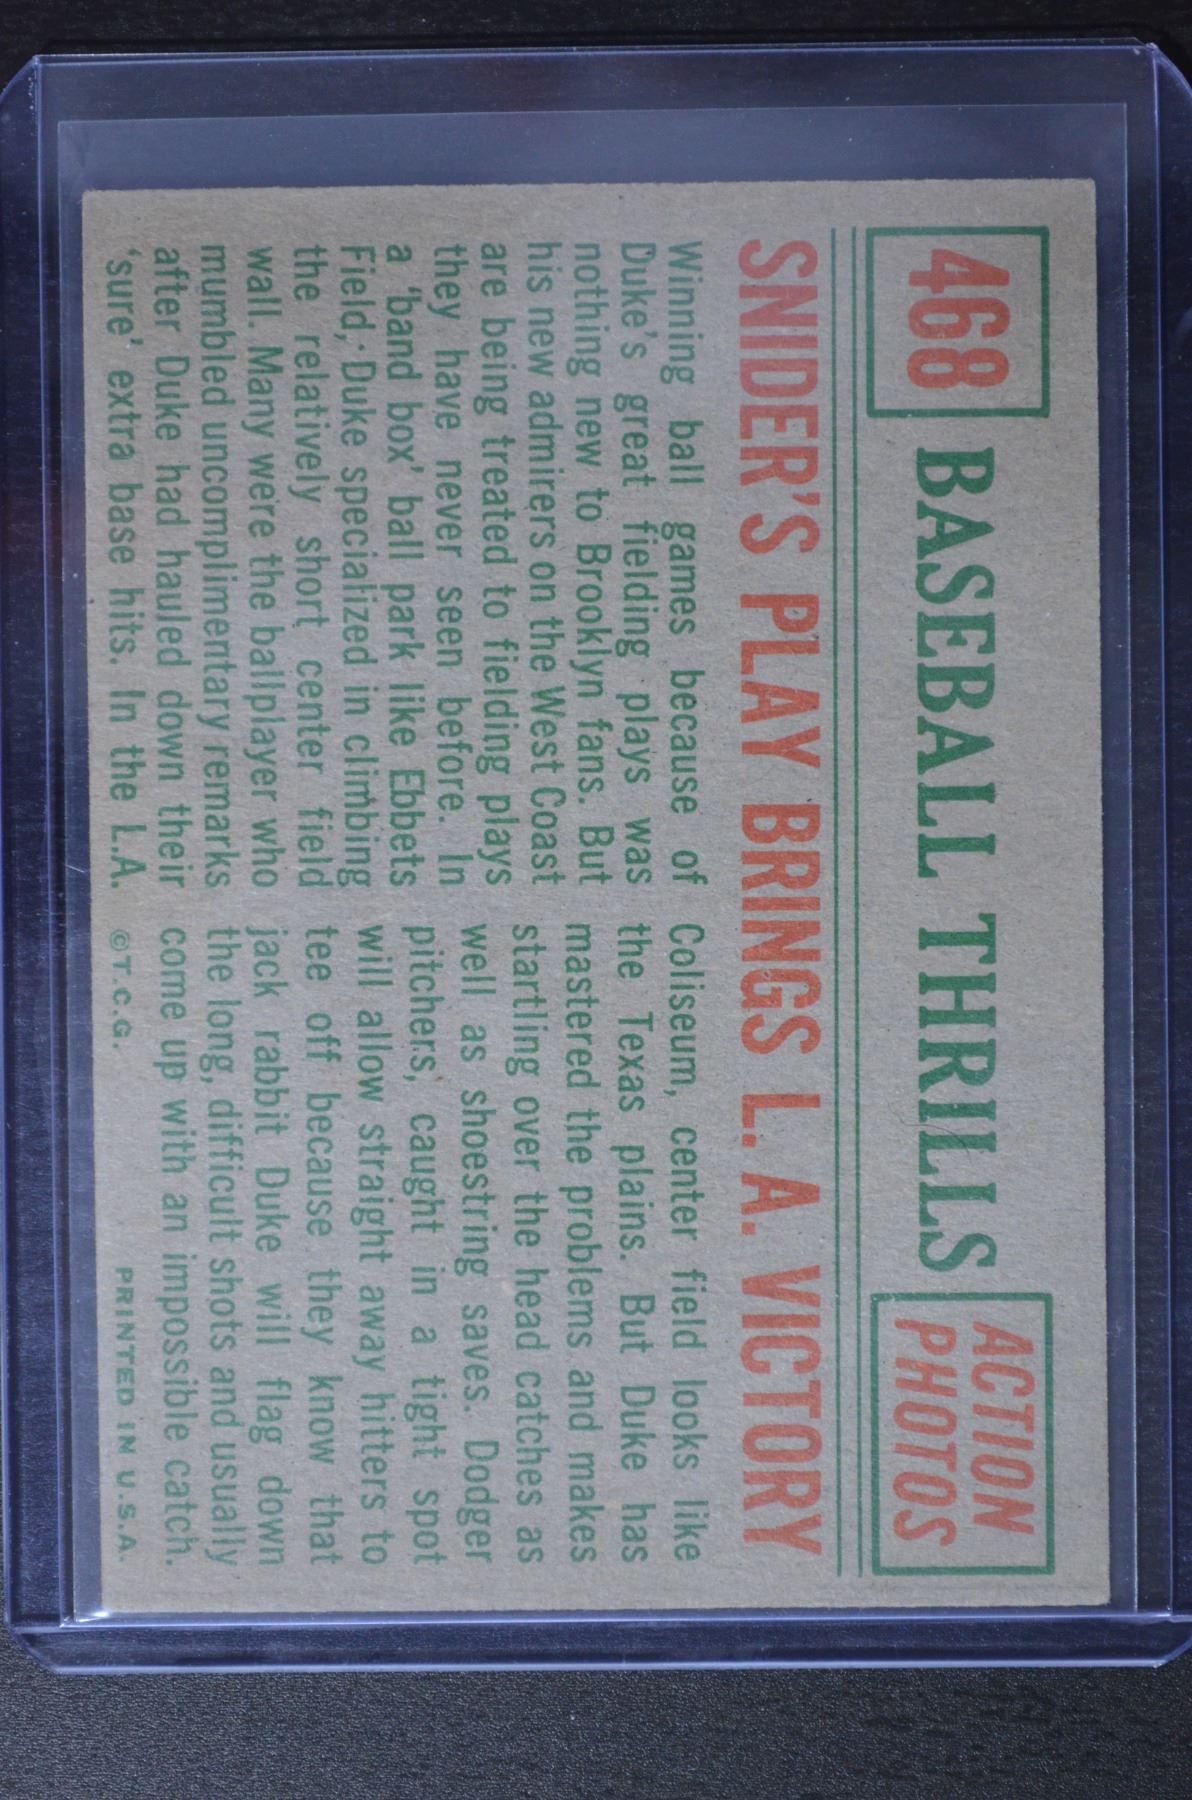 468
BASEBALL THRILLS
ACTION
PHOTOS
SNIDER'S PLAY BRINGS L. A. VICTORY
Winning ball games because of
Duke's great fielding plays was
nothing new to Brooklyn fans. But
his new admirers on the West Coast
are being treated to fielding plays
they have never seen before. In
a 'band box' ball park like Ebbets
Field, Duke specialized in climbing
the relatively short center field
wall. Many were the ballplayer who
mumbled uncomplimentary remarks
after Duke had hauled down their
'sure' extra base hits. In the L.A.
Coliseum, center field looks like
the Texas plains. But Duke has
mastered the problems and makes
startling over the head catches as
well as shoestring saves. Dodger
pitchers, caught in a tight spot
will allow straight away hitters to
tee off because they know that
jack rabbit Duke will flag down
the long, difficult shots and usually
come up with an impossible catch.
©T.C.G.
PRINTED IN U.S.A.